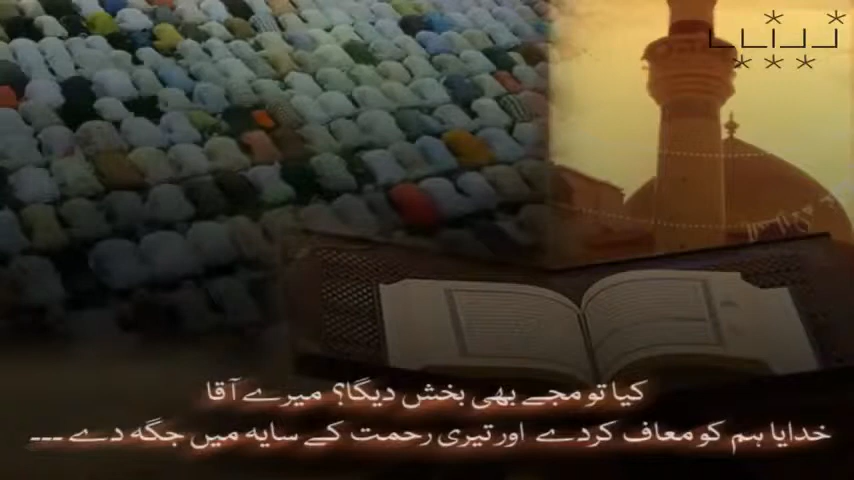 کیا تو مجے بھی بخش دیگا؟ میرے آقا
خدایا ہم کو معاف کردے اور تیری رحمت کے سایہ میں جگہ دے ---